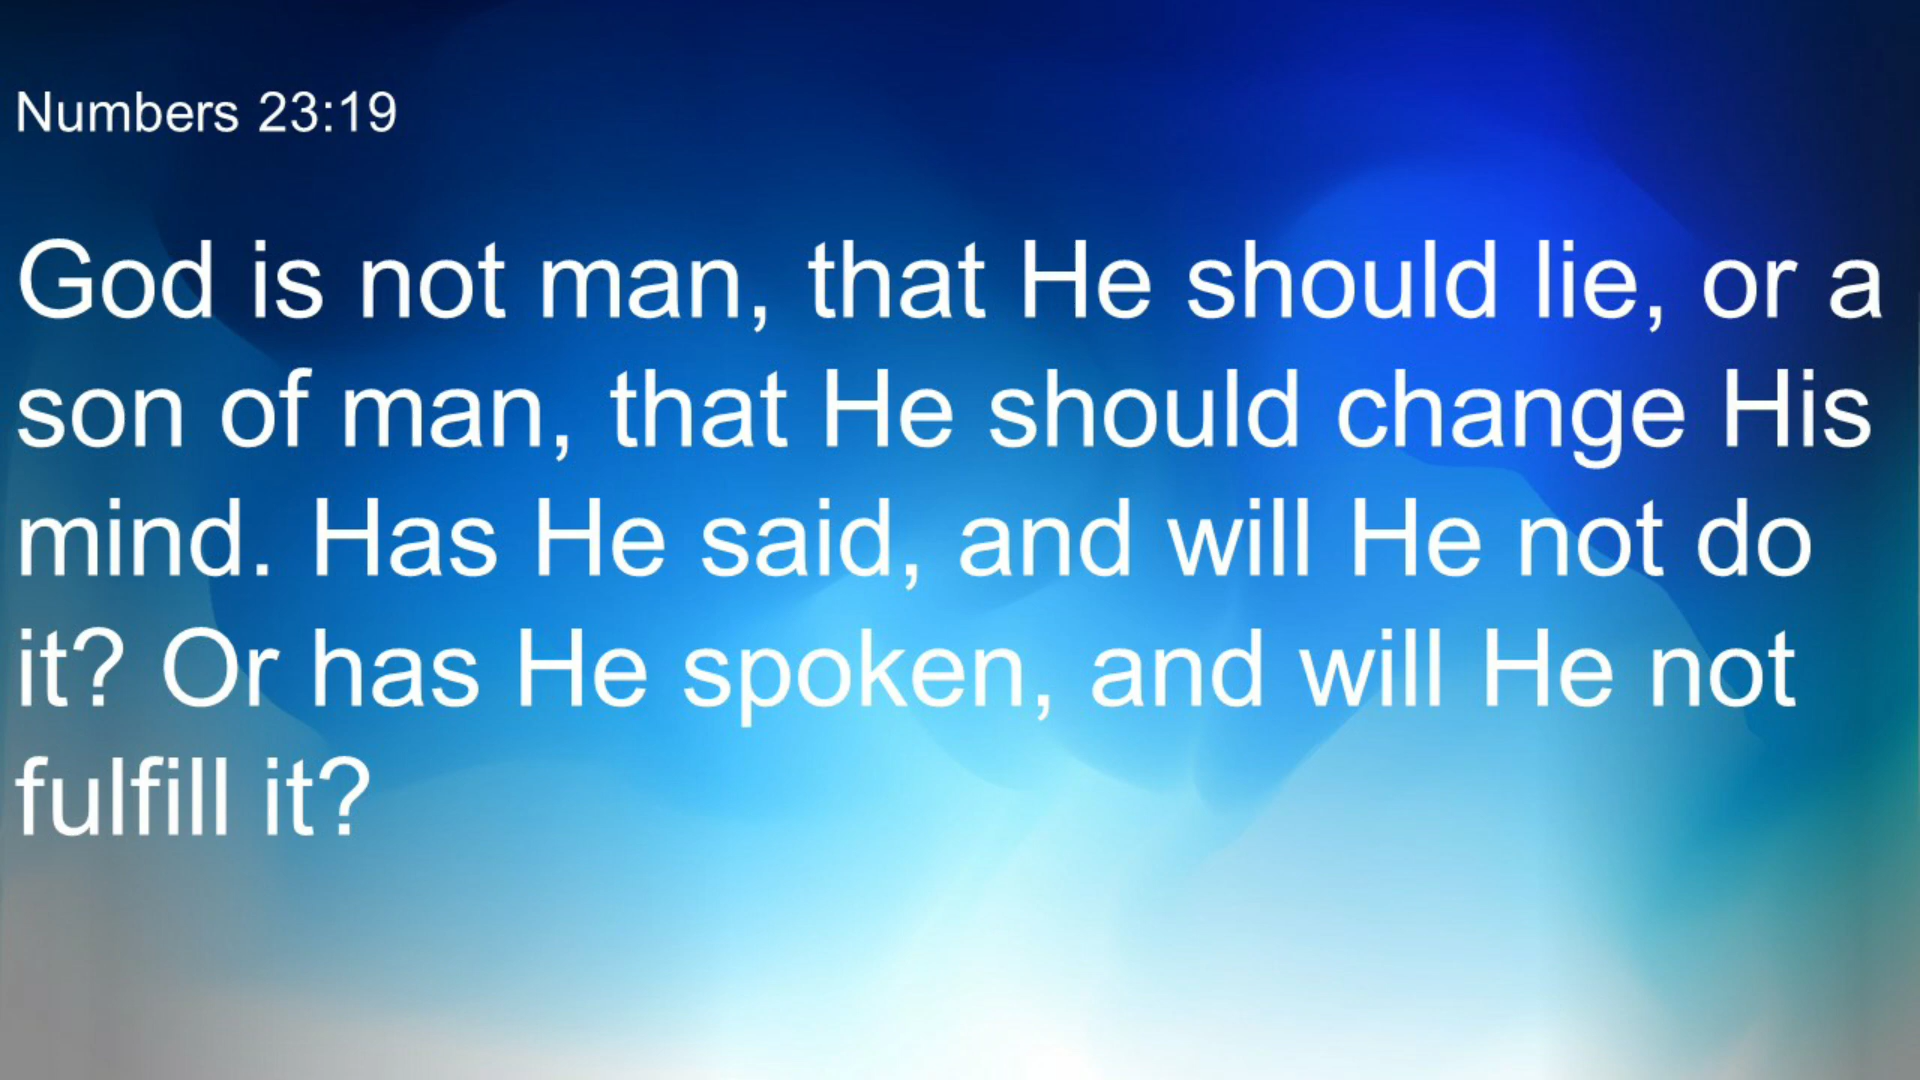 Numbers 23:19
God is not man, that He should lie, or a
son of man, that He should change His
mind. Has He said, and will He not do
it? Or has He spoken, and will He not
fulfill it?